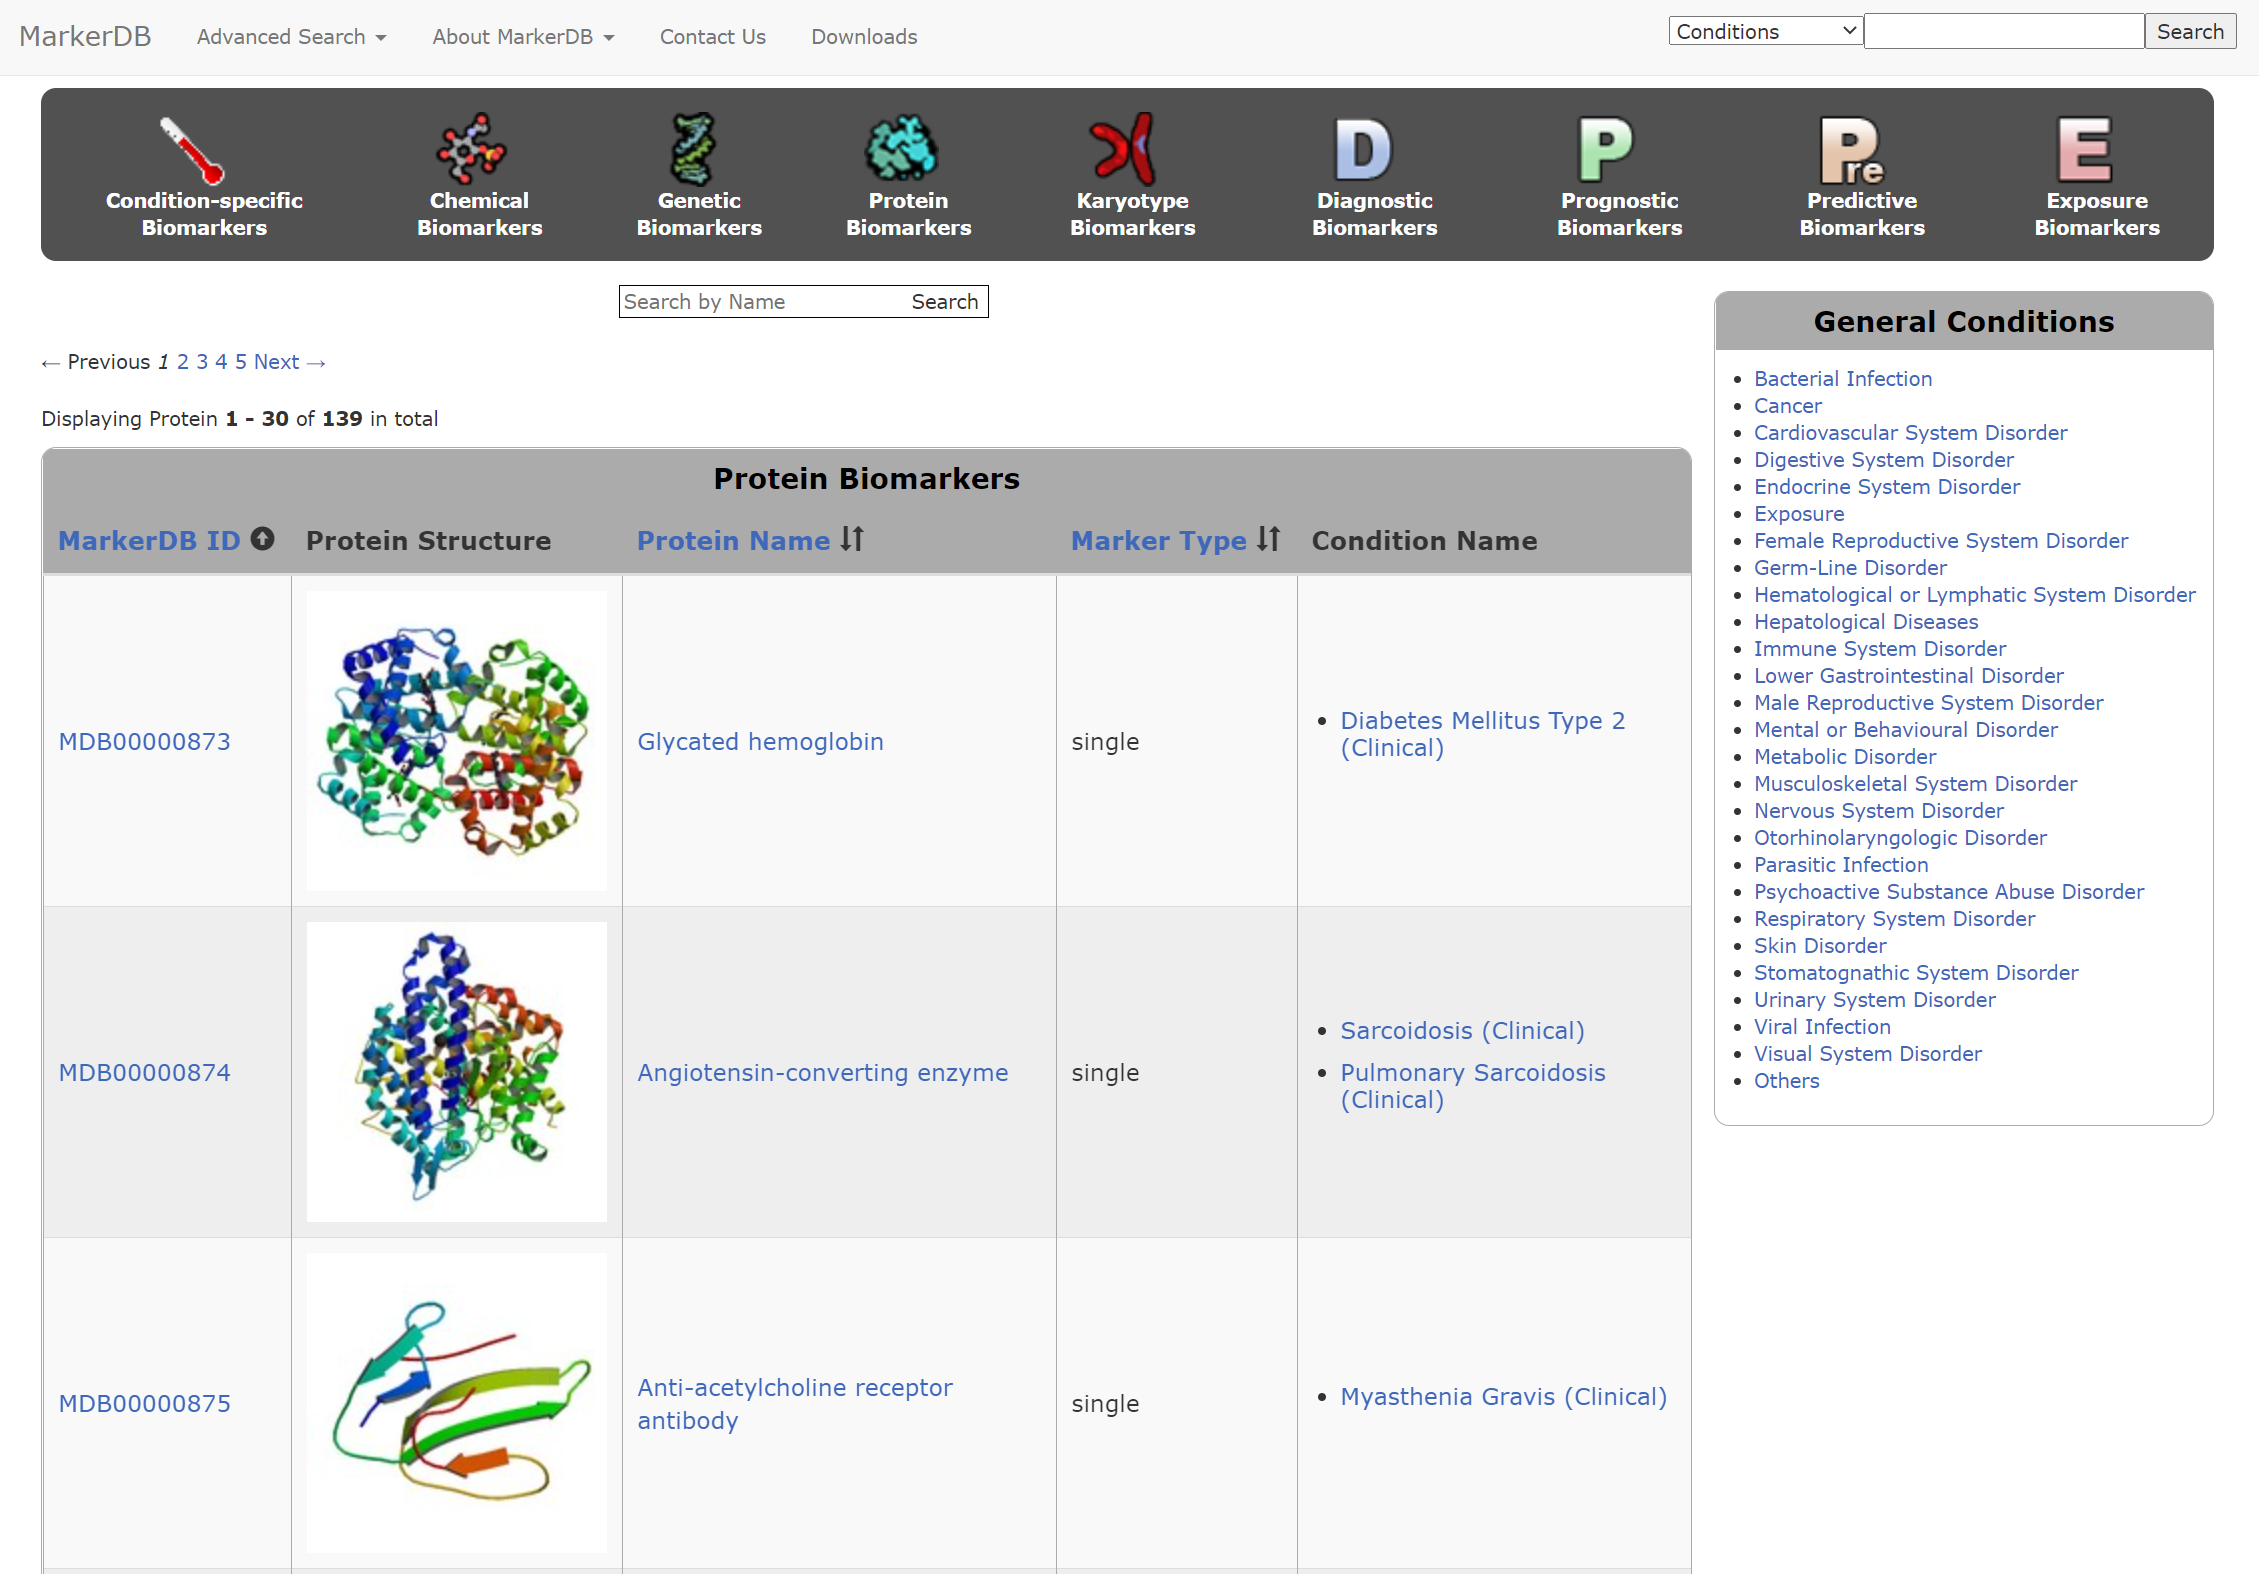 MarkerDB Advanced Search About MarkerDB Contact Us Downloads Conditions Search
Condition-specific Biomarkers
Chemical Biomarkers
Genetic Biomarkers
Protein Biomarkers
Karyotype Biomarkers
D
Diagnostic Biomarkers
P
Prognostic Biomarkers
Pre
Predictive Biomarkers
E
Exposure Biomarkers
Search by Name Search
← Previous 1 2 3 4 5 Next →
Displaying Protein 1 - 30 of 139 in total
Protein Biomarkers
MarkerDB ID Protein Structure Protein Name Marker Type Condition Name
MDB00000873 Glycated hemoglobin single
• Diabetes Mellitus Type 2
(Clinical)
MDB00000874 Angiotensin-converting enzyme single
• Sarcoidosis (Clinical)
• Pulmonary Sarcoidosis
(Clinical)
MDB00000875
Anti-acetylcholine receptor
antibody
single
• Myasthenia Gravis (Clinical)
General Conditions
• Bacterial Infection
• Cancer
• Cardiovascular System Disorder
• Digestive System Disorder
• Endocrine System Disorder
• Exposure
• Female Reproductive System Disorder
• Germ-Line Disorder
• Hematological or Lymphatic System Disorder
• Hepatological Diseases
• Immune System Disorder
• Lower Gastrointestinal Disorder
• Male Reproductive System Disorder
• Mental or Behavioural Disorder
• Metabolic Disorder
• Musculoskeletal System Disorder
• Nervous System Disorder
• Otorhinolaryngologic Disorder
• Parasitic Infection
• Psychoactive Substance Abuse Disorder
• Respiratory System Disorder
• Skin Disorder
• Stomatognathic System Disorder
• Urinary System Disorder
• Viral Infection
• Visual System Disorder
• Others